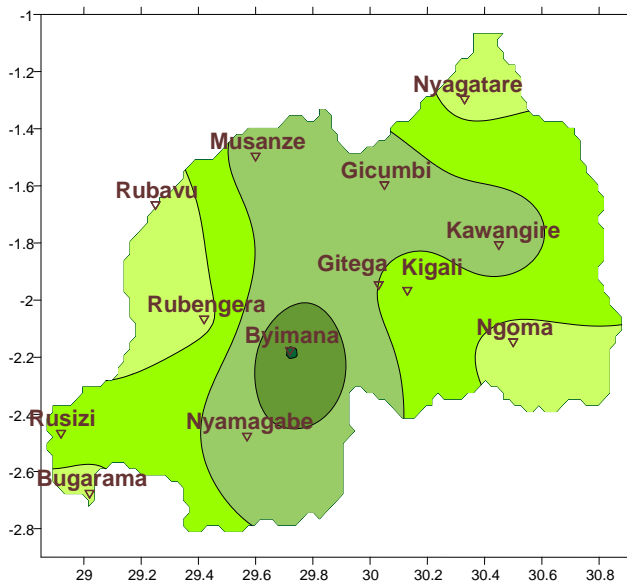 -1
-1.2
Nyagatare
-1.4
Musanze
Gicumbi
-1.6
Rubavu
-1.8
Kawangire
Gitega
Kigali
-2
Rubengera
Ngoma
Byimana
-2.2
-2.4
Rusizi
Nyamagabe
-2.6
Bugarama
-2.8
29 29.2 29.4 29.6 29.8 30 30.2 30.4 30.6 30.8